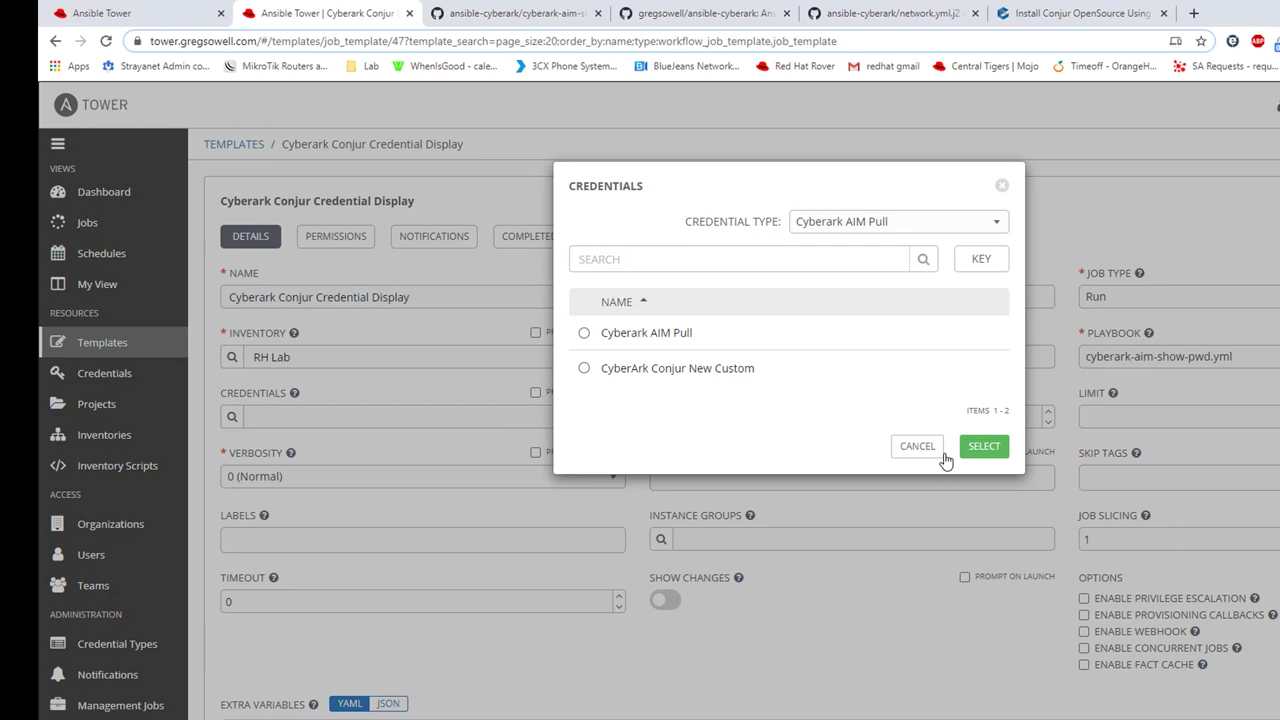 Ansible Tower
Ansible Tower | Cyberark Conjur C
ansible-cyberark/cyberark-aim-sh
gregsowell/ansible-cyberark: Ans
ansible-cyberark/network.yml.j2
Install Conjur OpenSource Using
tower.gregsowell.com/#/templates/job_template/47?template_search=page_size:20;order_by:name;type:workflow_job_template,job_template
Apps
Strayanet Admin co...
MikroTik Routers a...
Lab
WhenIsGood — cale...
3CX Phone System...
BlueJeans Network...
Red Hat Rover
redhat gmail
Central Tigers | Mojo
Timeoff - OrangeH...
SA Requests - requ...
TOWER
TEMPLATES / Cyberark Conjur Credential Display
VIEWS
Dashboard
Jobs
Schedules
My View
RESOURCES
Templates
Credentials
Projects
Inventories
Inventory Scripts
ACCESS
Organizations
Users
Teams
ADMINISTRATION
Credential Types
Notifications
Management Jobs
Cyberark Conjur Credential Display
DETAILS
PERMISSIONS
NOTIFICATIONS
COMPLETED
* NAME
Cyberark Conjur Credential Display
* JOB TYPE
Run
* INVENTORY
RH Lab
* PLAYBOOK
cyberark-aim-show-pwd.yml
CREDENTIALS
LIMIT
* VERBOSITY
0 (Normal)
LAUNCH
SKIP TAGS
LABELS
INSTANCE GROUPS
JOB SLICING
1
TIMEOUT
0
SHOW CHANGES
PROMPT ON LAUNCH
OPTIONS
ENABLE PRIVILEGE ESCALATION
ENABLE PROVISIONING CALLBACKS
ENABLE WEBHOOK
ENABLE CONCURRENT JOBS
ENABLE FACT CACHE
EXTRA VARIABLES
YAML
JSON
CREDENTIALS
CREDENTIAL TYPE:
Cyberark AIM Pull
SEARCH
KEY
NAME
Cyberark AIM Pull
CyberArk Conjur New Custom
ITEMS 1 - 2
CANCEL
SELECT